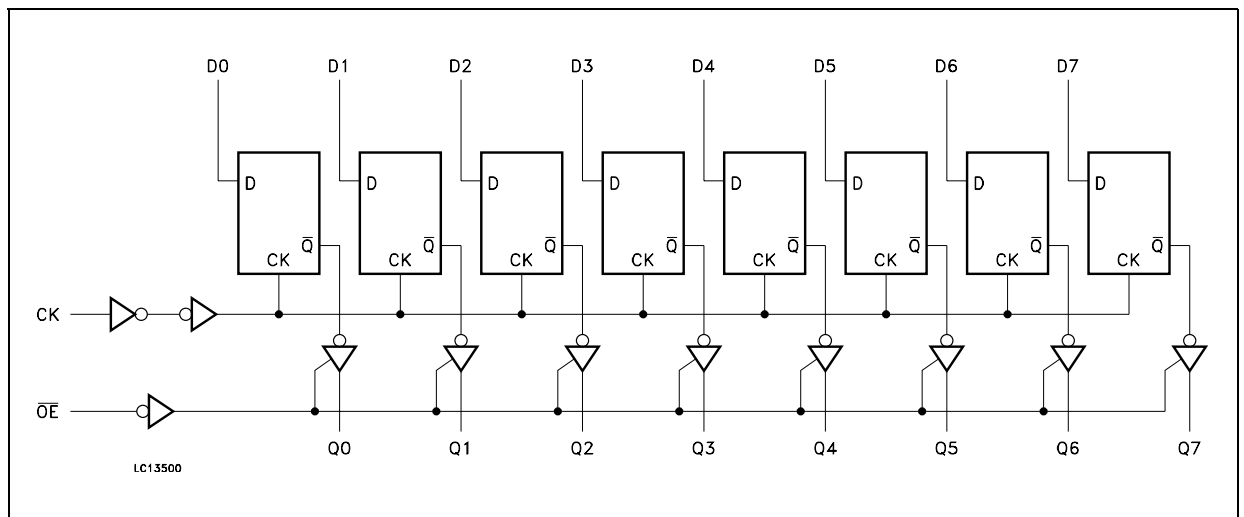 D0 D1 D2 D3 D4 D5 D6 D7
D D D D D D D D
Q̅ Q̅ Q̅ Q̅ Q̅ Q̅ Q̅ Q̅
CK CK CK CK CK CK CK CK
CK
O̅E̅
Q0 Q1 Q2 Q3 Q4 Q5 Q6 Q7
LC13500